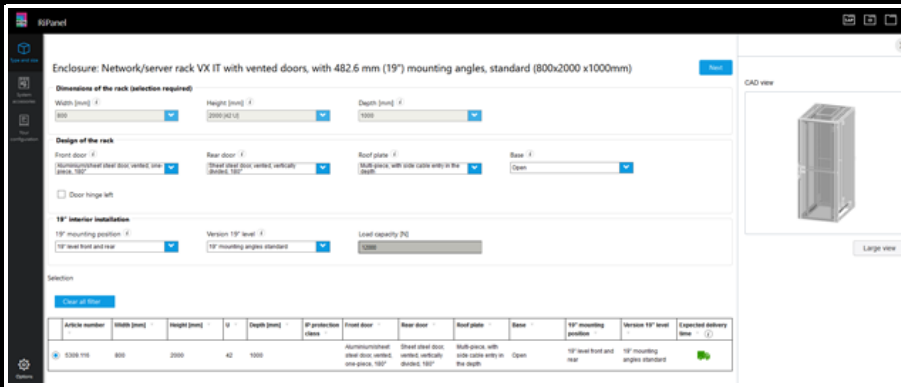 RiPanel
Type and size
System accessories
Your configuration
Options
Enclosure: Network/server rack VX IT with vented doors, with 482.6 mm (19") mounting angles, standard (800x2000 x1000mm)
Next
Dimensions of the rack (selection required)
Width [mm] i
Height [mm] i
Depth [mm] i
800
2000 [42 U]
1000
Design of the rack
Front door i
Rear door i
Roof plate i
Base i
Aluminium/sheet steel door, vented, one-
piece, 180°
Sheet steel door, vented, vertically
divided, 180°
Multi-piece, with side cable entry in the
depth
Open
Door hinge left
19" interior installation
19" mounting position i
Version 19" level i
Load capacity [N]
19" level front and rear
19" mounting angles standard
12000
Selection
Clear all filter
Article number
Width [mm]
Height [mm]
U
Depth [mm]
IP protection
class
Front door
Rear door
Roof plate
Base
19" mounting
position
Version 19" level
Expected delivery
time i
5309.116
800
2000
42
1000
Aluminium/sheet
steel door, vented,
one-piece, 180°
Sheet steel door,
vented, vertically
divided, 180°
Multi-piece, with
side cable entry in
the depth
Open
19" level front and
rear
19" mounting
angles standard
CAD view
Large view